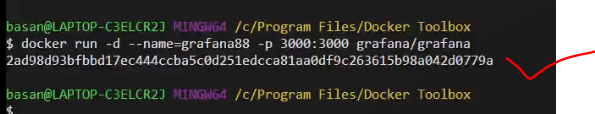 basan@LAPTOP-C3ELCR2J MINGW64 /c/Program Files/Docker Toolbox
$ docker run -d --name=grafana88 -p 3000:3000 grafana/grafana
2ad98d93bfbbd17ec444ccba5c0d251edcca81aa0df9c263615b98a042d0779a
basan@LAPTOP-C3ELCR2J MINGW64 /c/Program Files/Docker Toolbox
$